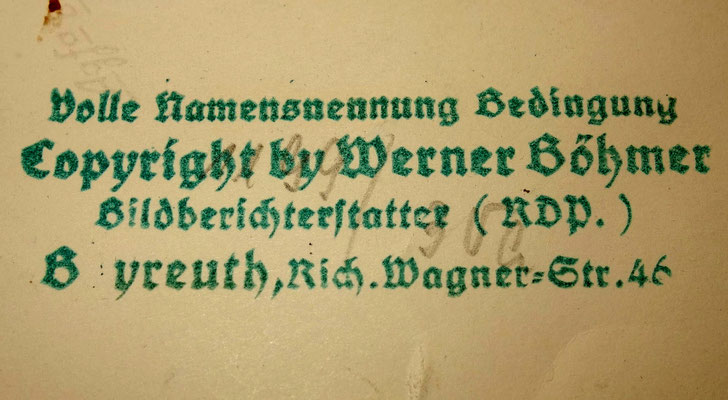 Volle Namensnennung Bedingung
Copyright by Werner Böhmer
Bildberichterstatter (RDP.)
B yreuth, Rich. Wagner=Str. 46